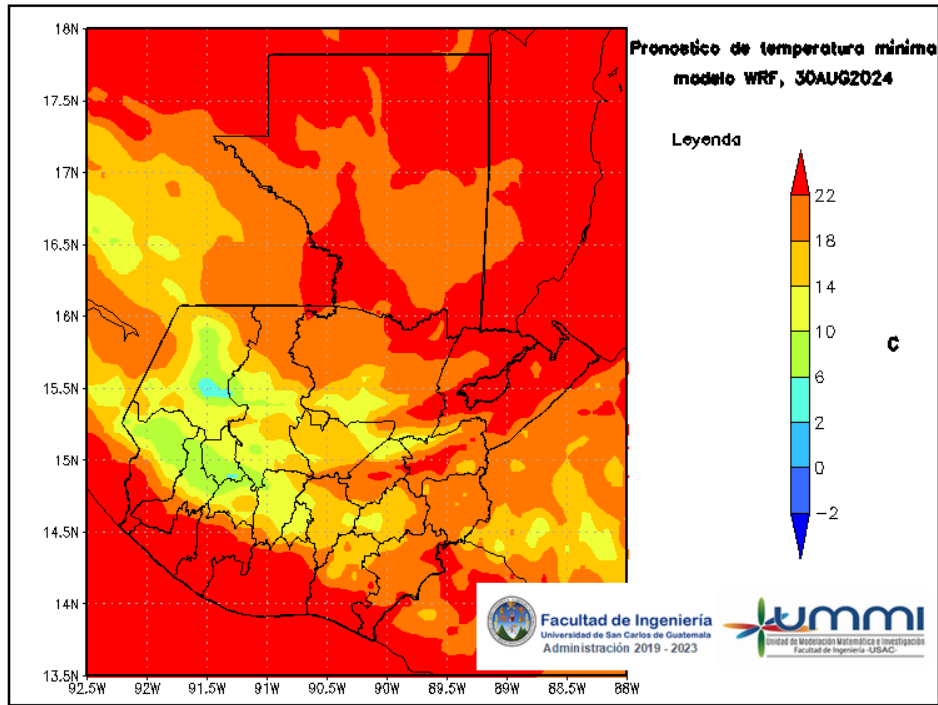 Pronostico de temperatura minima
modelo WRF, 30AUG2024
Leyenda
22
18
14
10
6
2
0
-2
C
18N
17.5N
17N
16.5N
16N
15.5N
15N
14.5N
14N
13.5N
92.5W 92W 91.5W 91W 90.5W 90W 89.5W 89W 88.5W 88W
Facultad de Ingeniería
Universidad de San Carlos de Guatemala
Administración 2019 - 2023
ummi
Unidad de Modelación Matemática e Investigación
Facultad de Ingeniería -USAC-